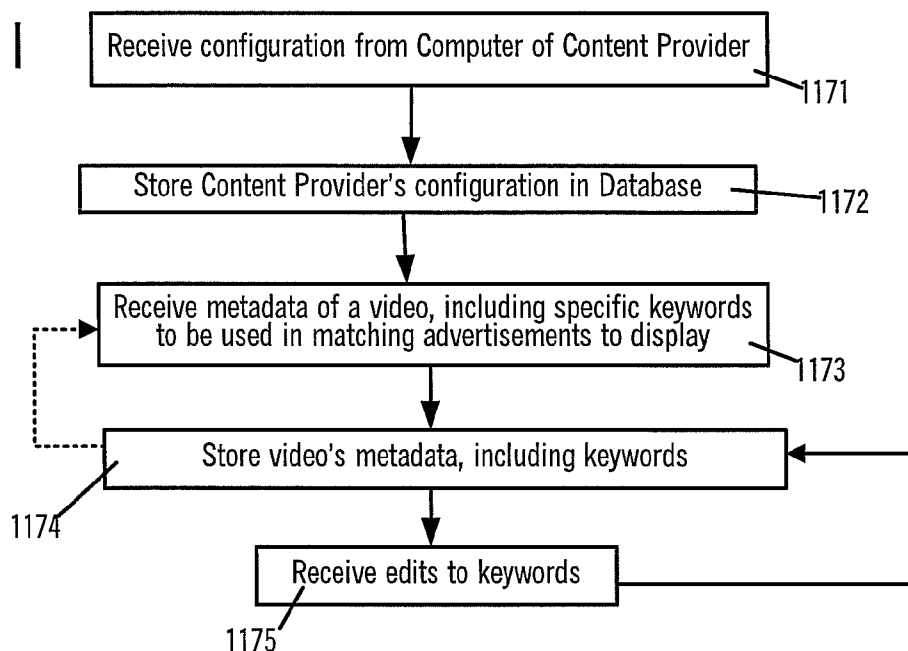 Receive configuration from Computer of Content Provider
1171
Store Content Provider's configuration in Database
1172
Receive metadata of a video, including specific keywords
to be used in matching advertisements to display
1173
Store video's metadata, including keywords
1174
Receive edits to keywords
1175